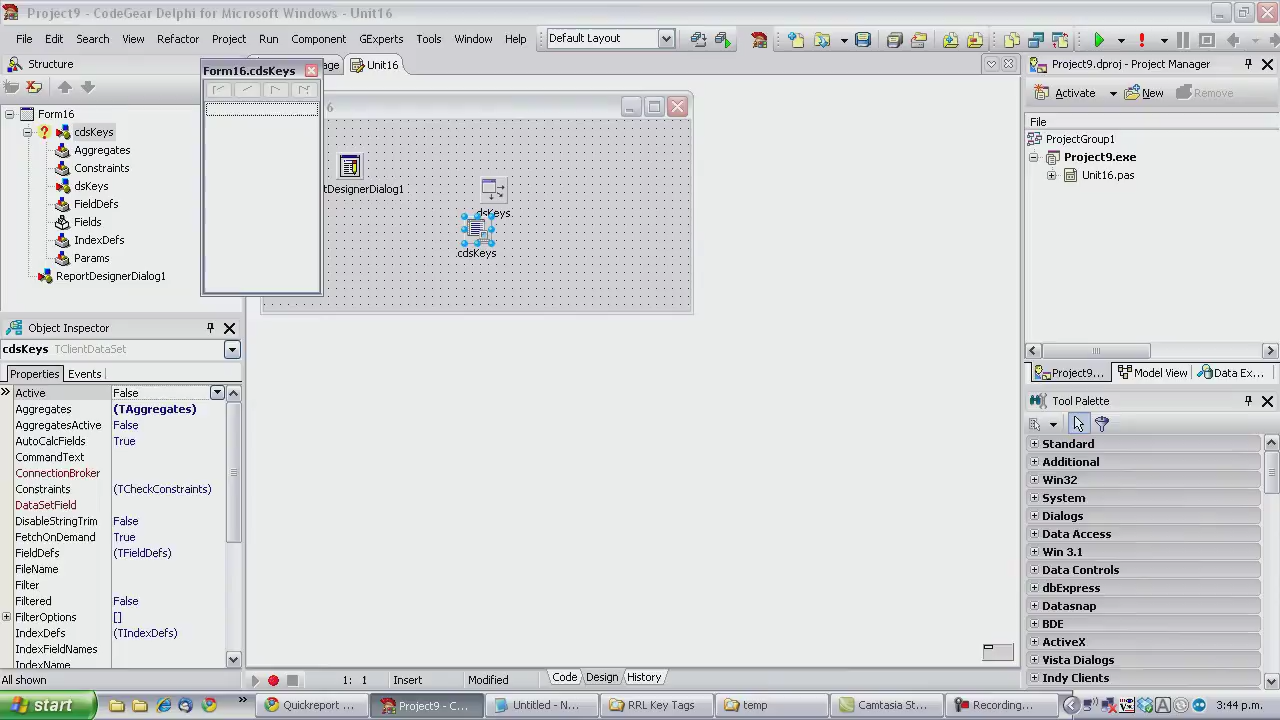 Project9 - CodeGear Delphi for Microsoft Windows - Unit16
File Edit Search View Refactor Project Run Component GExperts Tools Window Help
Default Layout
Structure
Form16.cdsKeys
age
Unit16
Project9.dproj - Project Manager
Activate
New
Remove
Form16
cdsKeys
Aggregates
Constraints
dsKeys
FieldDefs
Fields
IndexDefs
Params
ReportDesignerDialog1
6
tDesignerDialog1
dsKeys
cdsKeys
File
ProjectGroup1
Project9.exe
Unit16.pas
Project9...
Model View
Data Ex...
Object Inspector
cdsKeys TClientDataSet
Properties Events
Active False
Aggregates (TAggregates)
AggregatesActive False
AutoCalcFields True
CommandText
ConnectionBroker
Constraints (TCheckConstraints)
DataSetField
DisableStringTrim False
FetchOnDemand True
FieldDefs (TFieldDefs)
FileName
Filter
Filtered False
FilterOptions []
IndexDefs (TIndexDefs)
IndexFieldNames
IndexName
All shown
Tool Palette
Standard
Additional
Win32
System
Dialogs
Data Access
Win 3.1
Data Controls
dbExpress
Datasnap
BDE
ActiveX
Vista Dialogs
Indy Clients
1: 1
Insert
Modified
Code
Design
History
start
Quickreport ...
Project9 - C...
Untitled - N...
RRL Key Tags
temp
Camtasia St...
Recording...
3:44 p.m.